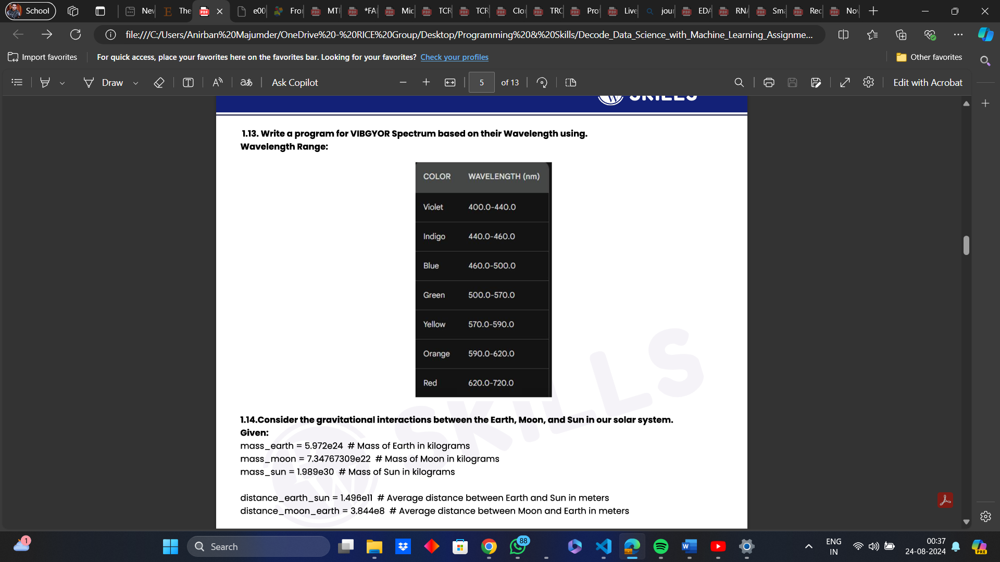 School
New
The
e00
Fro
MT
*FA
Mic
TCR
TCR
Clo
TRC
Pro
Live
jour
EDA
RNA
Sma
Rec
Nov
file:///C:/Users/Anirban%20Majumder/OneDrive%20-%20RICE%20Group/Desktop/Programming%20&%20Skills/Decode_Data_Science_with_Machine_Learning_Assignme...
Import favorites
For quick access, place your favorites here on the favorites bar. Looking for your favorites? Check your profiles
Other favorites
Draw
Ask Copilot
5 of 13
Edit with Acrobat
SKILLS
1.13. Write a program for VIBGYOR Spectrum based on their Wavelength using.
Wavelength Range:
COLOR WAVELENGTH (nm)
Violet 400.0-440.0
Indigo 440.0-460.0
Blue 460.0-500.0
Green 500.0-570.0
Yellow 570.0-590.0
Orange 590.0-620.0
Red 620.0-720.0
SKILLS
1.14.Consider the gravitational interactions between the Earth, Moon, and Sun in our solar system.
Given:
mass_earth = 5.972e24 # Mass of Earth in kilograms
mass_moon = 7.34767309e22 # Mass of Moon in kilograms
mass_sun = 1.989e30 # Mass of Sun in kilograms
distance_earth_sun = 1.496e11 # Average distance between Earth and Sun in meters
distance_moon_earth = 3.844e8 # Average distance between Moon and Earth in meters
1
Search
88
ENG
IN
00:37
24-08-2024
PRE